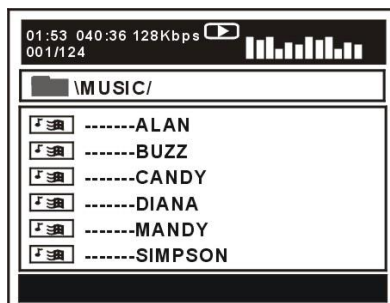 01:53 040:36 128Kbps
001/124
\MUSIC/
-------ALAN
-------BUZZ
-------CANDY
-------DIANA
-------MANDY
-------SIMPSON